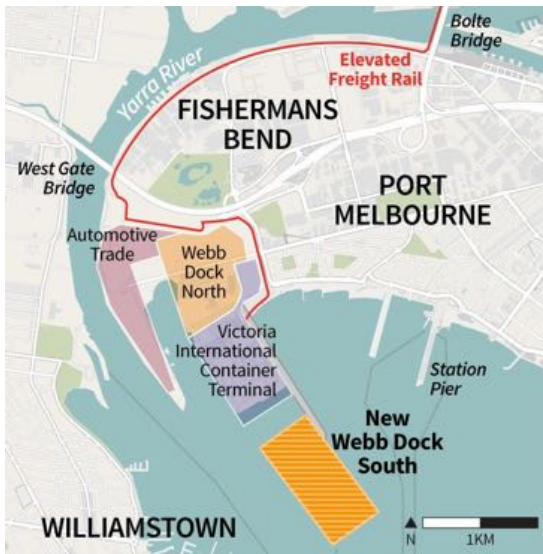 Bolte
Bridge
Elevated
Freight Rail
Yarra River
FISHERMANS
BEND
West Gate
Bridge
PORT
MELBOURNE
Automotive
Trade
Webb
Dock
North
Victoria
International
Container
Terminal
Station
Pier
New
Webb Dock
South
WILLIAMSTOWN
N
1KM